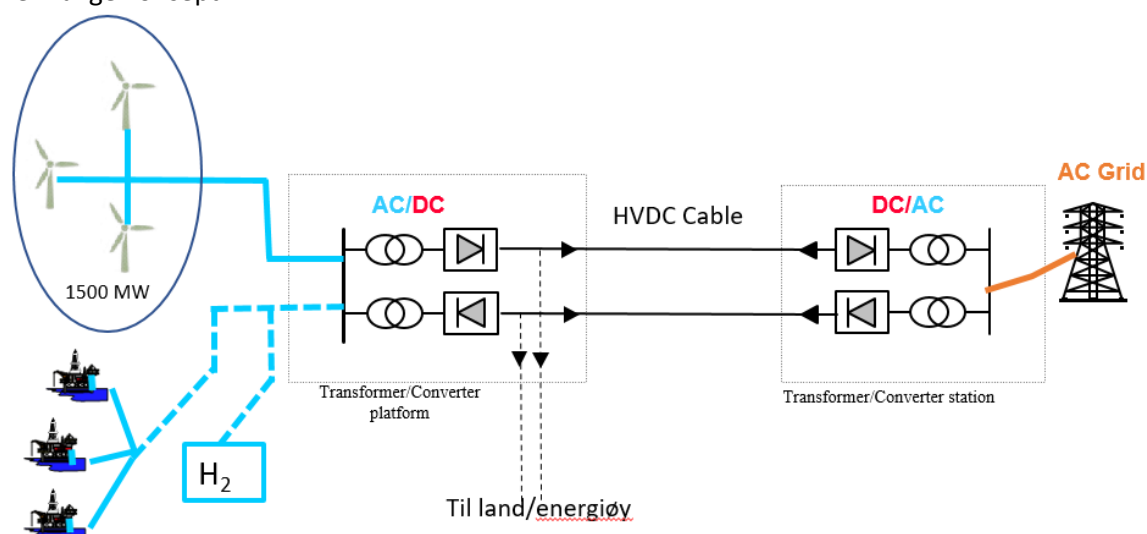 1500 MW
AC/DC
HVDC Cable
DC/AC
AC Grid
Transformer/Converter
platform
Transformer/Converter station
H₂
Til land/energiøy